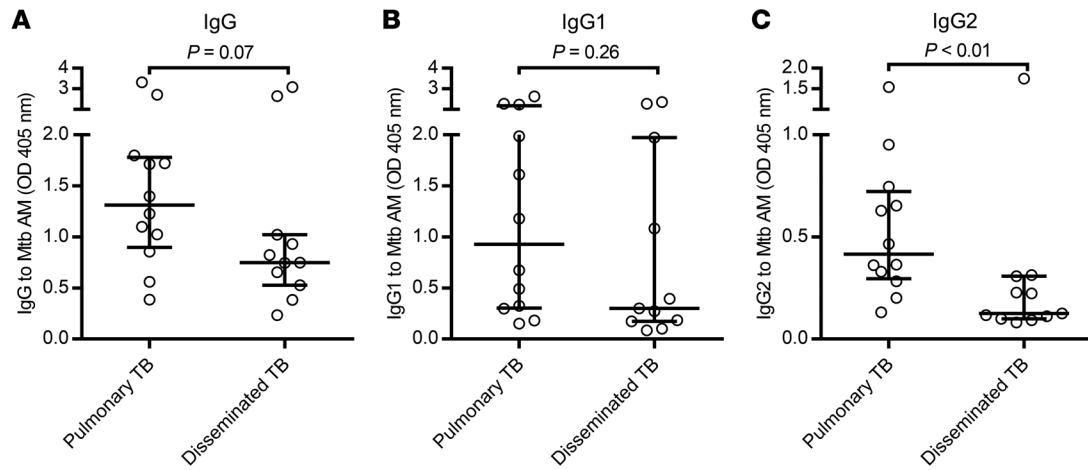 A
IgG
P = 0.07
IgG to Mtb AM (OD 405 nm)
4
3
2.0
1.5
1.0
0.5
0.0
Pulmonary TB
Disseminated TB
B
IgG1
P = 0.26
IgG1 to Mtb AM (OD 405 nm)
4
3
2.0
1.5
1.0
0.5
0.0
Pulmonary TB
Disseminated TB
C
IgG2
P < 0.01
IgG2 to Mtb AM (OD 405 nm)
2.0
1.5
1.0
0.5
0.0
Pulmonary TB
Disseminated TB